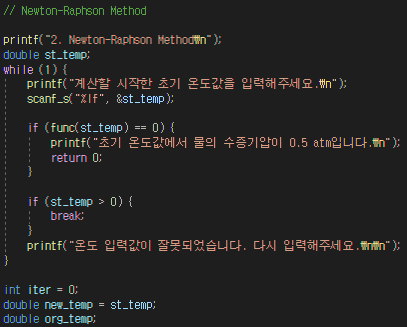 // Newton-Raphson Method
printf("2. Newton-Raphson Method₩n");
double st_temp;
while (1) {
printf("계산할 시작한 초기 온도값을 입력해주세요.₩n");
scanf_s("%lf", &st_temp);
if (func(st_temp) == 0) {
printf("초기 온도값에서 물의 수증기압이 0.5 atm입니다.₩n");
return 0;
}
if (st_temp > 0) {
break;
}
printf("온도 입력값이 잘못되었습니다. 다시 입력해주세요.₩n₩n");
}
int iter = 0;
double new_temp = st_temp;
double org_temp;